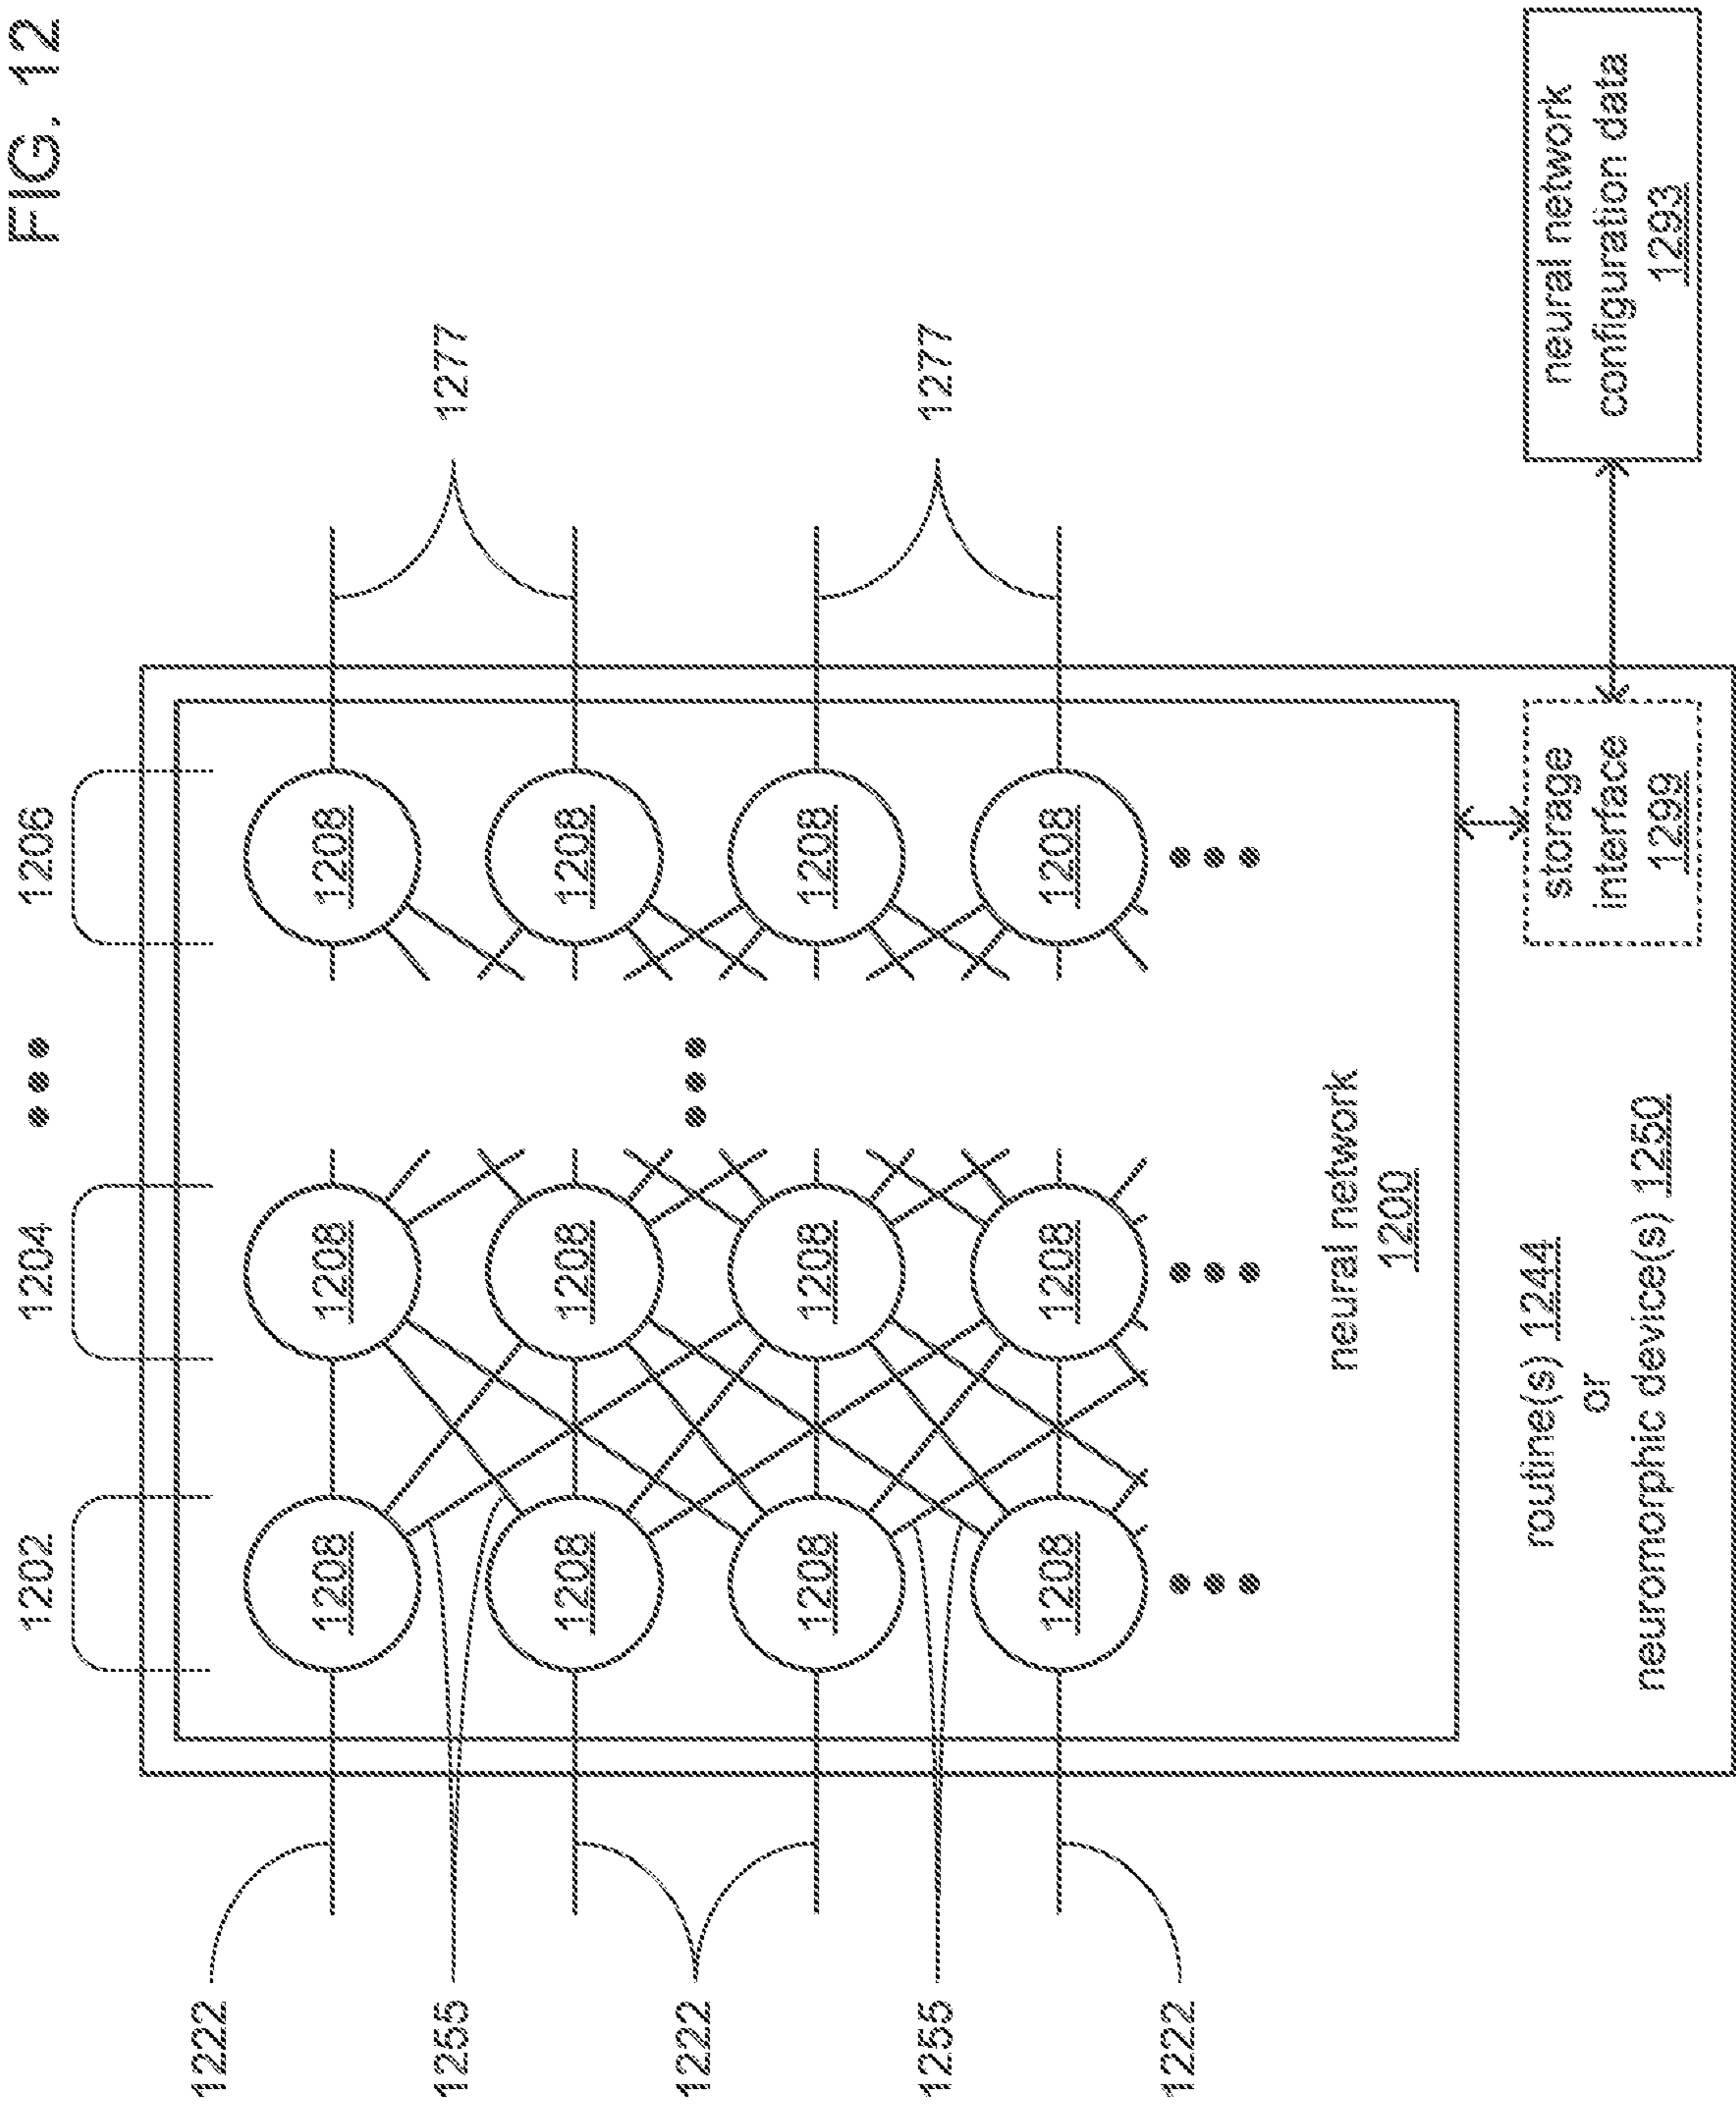 FIG. 12
1202
1204
1206
1222
1208
1208
1208
1255
1277
1208
1208
1208
1222
1208
1208
1208
1255
1277
1208
1208
1208
1222
neural network
1200
routine(s) 1244
or
neuromorphic device(s) 1250
storage
interface
1299
neural network
configuration data
1293